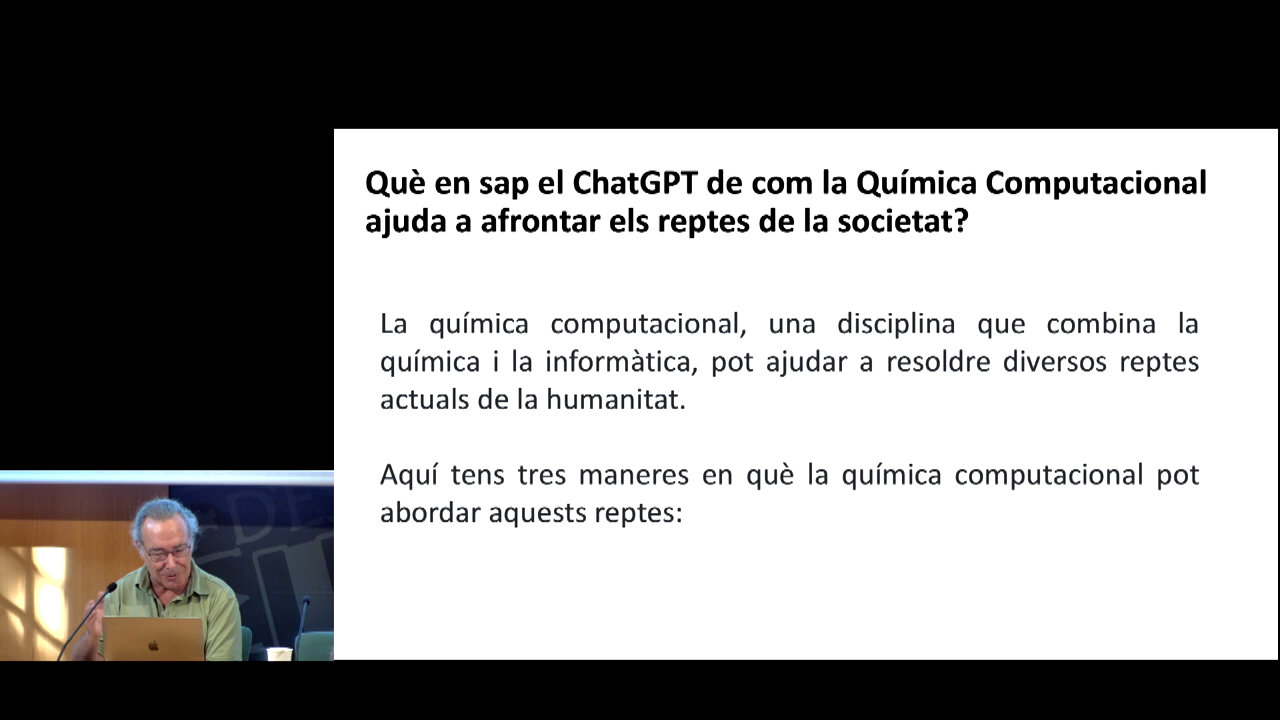 Què en sap el ChatGPT de com la Química Computacional
ajuda a afrontar els reptes de la societat?
La química computacional, una disciplina que combina la
química i la informàtica, pot ajudar a resoldre diversos reptes
actuals de la humanitat.
Aquí tens tres maneres en què la química computacional pot
abordar aquests reptes: